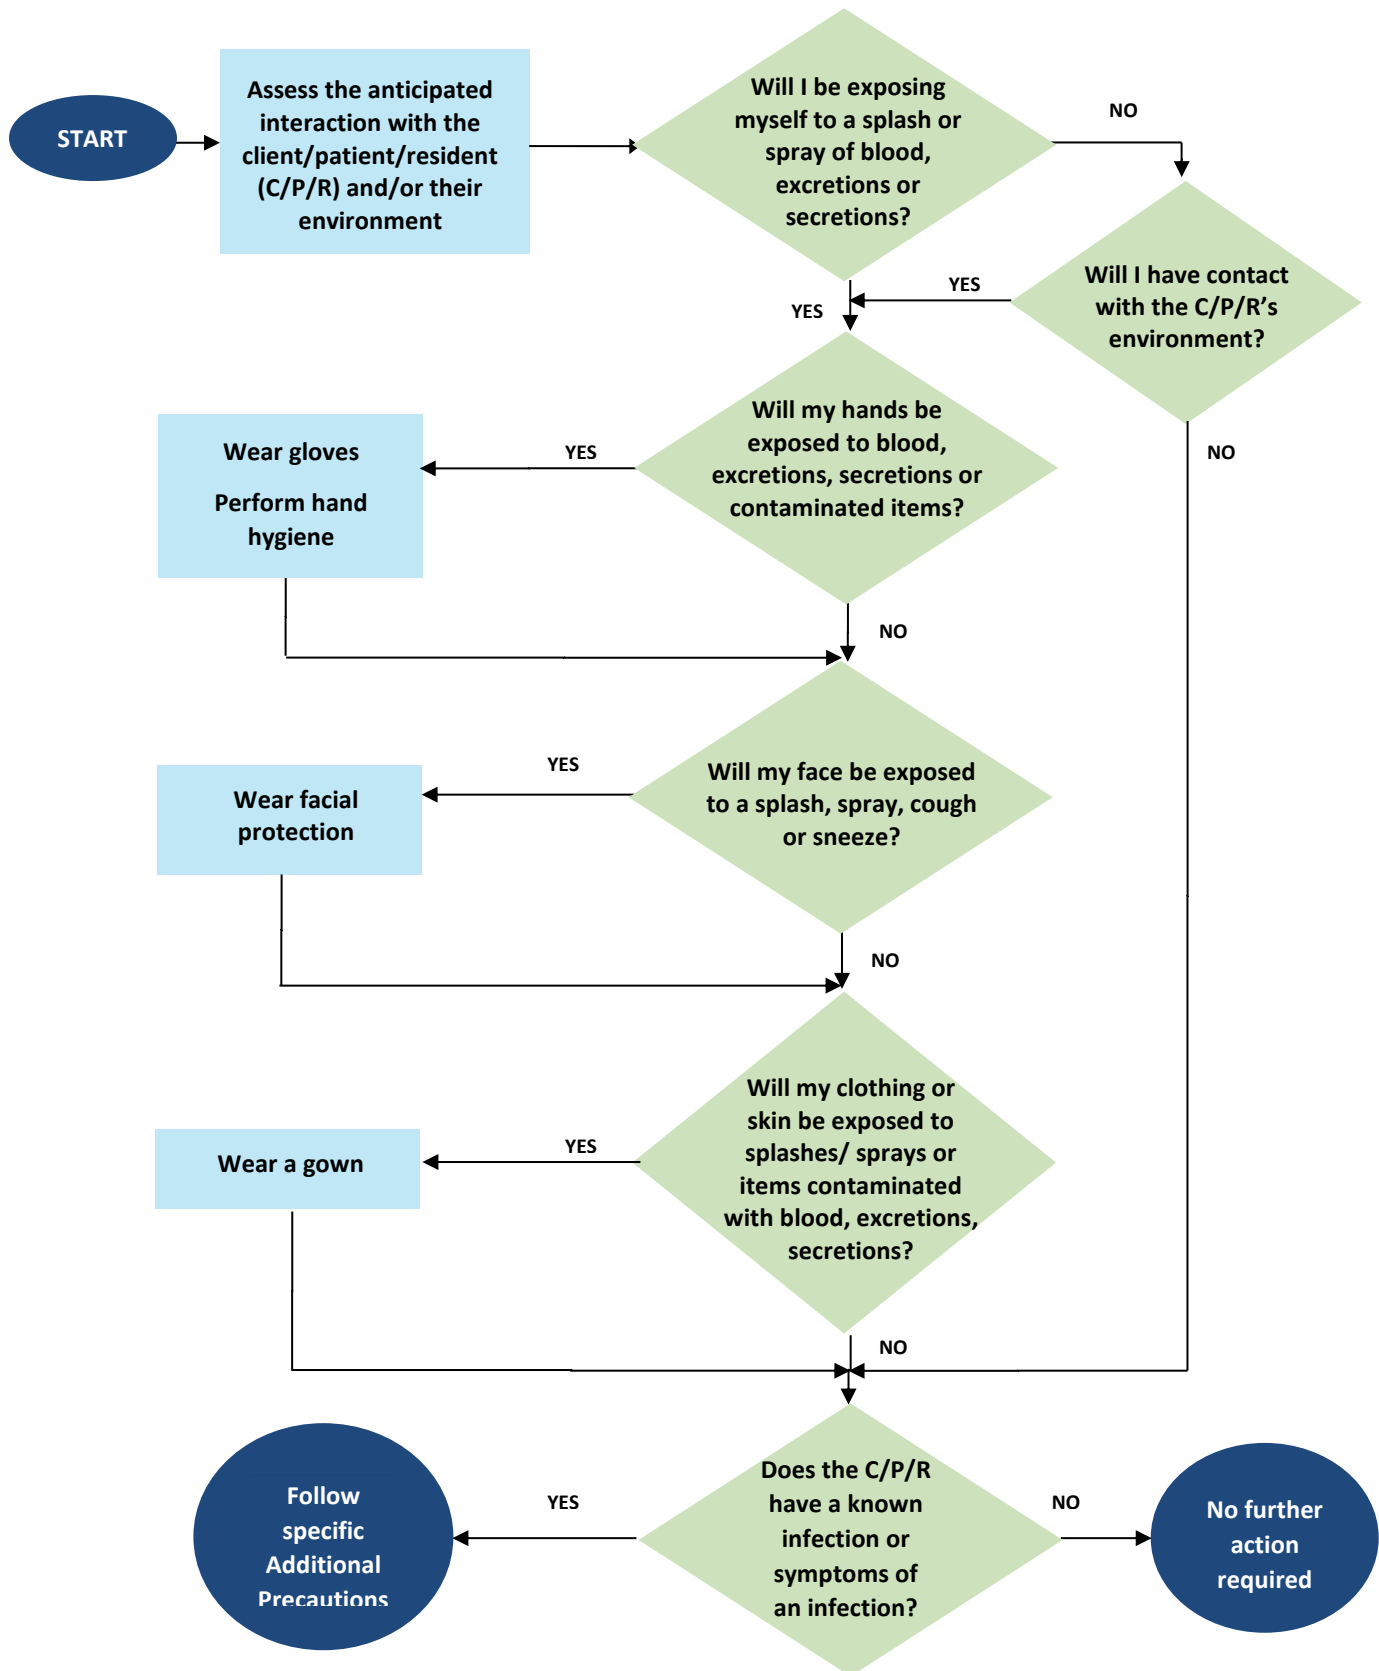 START
Assess the anticipated
interaction with the
client/patient/resident
(C/P/R) and/or their
environment
Will I be exposing
myself to a splash or
spray of blood,
excretions or
secretions?
NO
YES
Will I have contact
with the C/P/R’s
environment?
YES
NO
Will my hands be
exposed to blood,
excretions, secretions or
contaminated items?
YES
Wear gloves
Perform hand
hygiene
NO
Will my face be exposed
to a splash, spray, cough
or sneeze?
YES
Wear facial
protection
NO
Will my clothing or
skin be exposed to
splashes/ sprays or
items contaminated
with blood, excretions,
secretions?
YES
Wear a gown
NO
Does the C/P/R
have a known
infection or
symptoms of
an infection?
YES
Follow
specific
Additional
Precautions
NO
No further
action
required